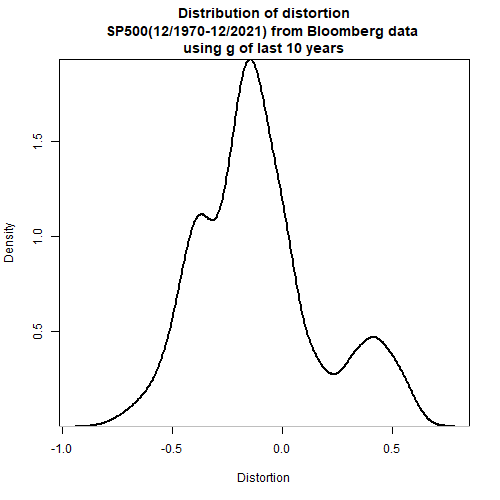 Distribution of distortion
SP500(12/1970-12/2021) from Bloomberg data
using g of last 10 years
Density
1.5
1.0
0.5
-1.0
-0.5
0.0
0.5
Distortion